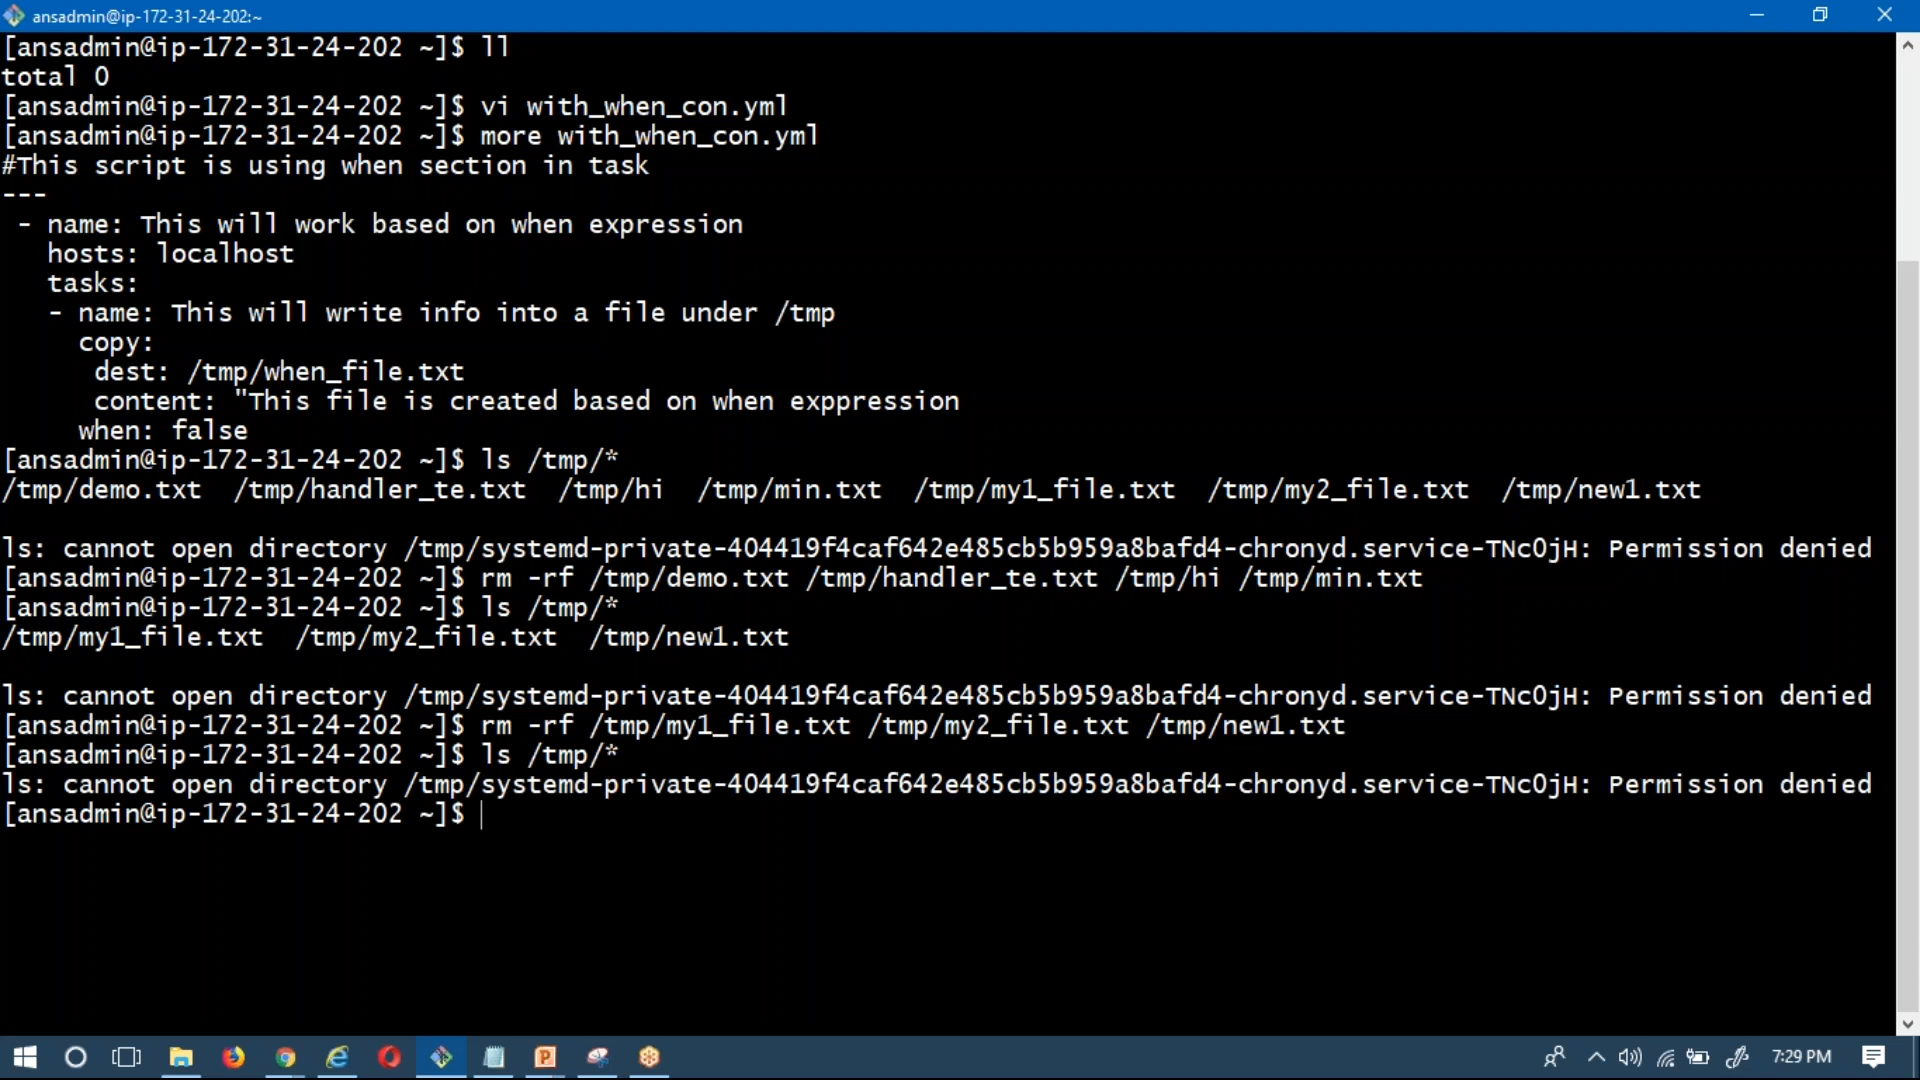 ansadmin@ip-172-31-24-202:~
[ansadmin@ip-172-31-24-202 ~]$ ll
total 0
[ansadmin@ip-172-31-24-202 ~]$ vi with_when_con.yml
[ansadmin@ip-172-31-24-202 ~]$ more with_when_con.yml
#This script is using when section in task
---
 - name: This will work based on when expression
   hosts: localhost
   tasks:
   - name: This will write info into a file under /tmp
     copy:
      dest: /tmp/when_file.txt
      content: "This file is created based on when exppression
     when: false
[ansadmin@ip-172-31-24-202 ~]$ ls /tmp/*
/tmp/demo.txt  /tmp/handler_te.txt  /tmp/hi  /tmp/min.txt  /tmp/my1_file.txt  /tmp/my2_file.txt  /tmp/new1.txt
ls: cannot open directory /tmp/systemd-private-404419f4caf642e485cb5b959a8bafd4-chronyd.service-TNc0jH: Permission denied
[ansadmin@ip-172-31-24-202 ~]$ rm -rf /tmp/demo.txt /tmp/handler_te.txt /tmp/hi /tmp/min.txt
[ansadmin@ip-172-31-24-202 ~]$ ls /tmp/*
/tmp/my1_file.txt  /tmp/my2_file.txt  /tmp/new1.txt
ls: cannot open directory /tmp/systemd-private-404419f4caf642e485cb5b959a8bafd4-chronyd.service-TNc0jH: Permission denied
[ansadmin@ip-172-31-24-202 ~]$ rm -rf /tmp/my1_file.txt /tmp/my2_file.txt /tmp/new1.txt
[ansadmin@ip-172-31-24-202 ~]$ ls /tmp/*
ls: cannot open directory /tmp/systemd-private-404419f4caf642e485cb5b959a8bafd4-chronyd.service-TNc0jH: Permission denied
[ansadmin@ip-172-31-24-202 ~]$
7:29 PM